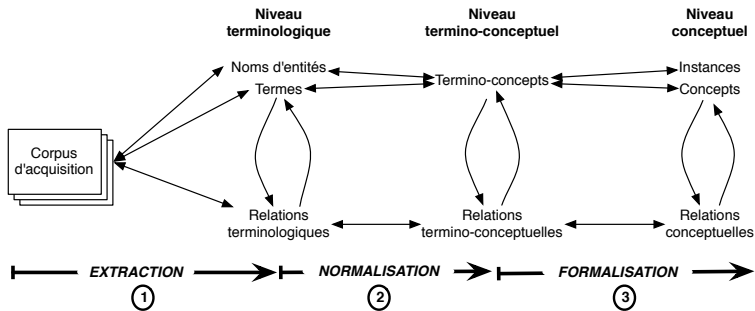 Niveau
terminologique
Niveau
termino-conceptuel
Niveau
conceptuel
Noms d'entités
Termes
Termino-concepts
Instances
Concepts
Corpus
d'acquisition
Relations
terminologiques
Relations
termino-conceptuelles
Relations
conceptuelles
EXTRACTION
NORMALISATION
FORMALISATION
1
2
3